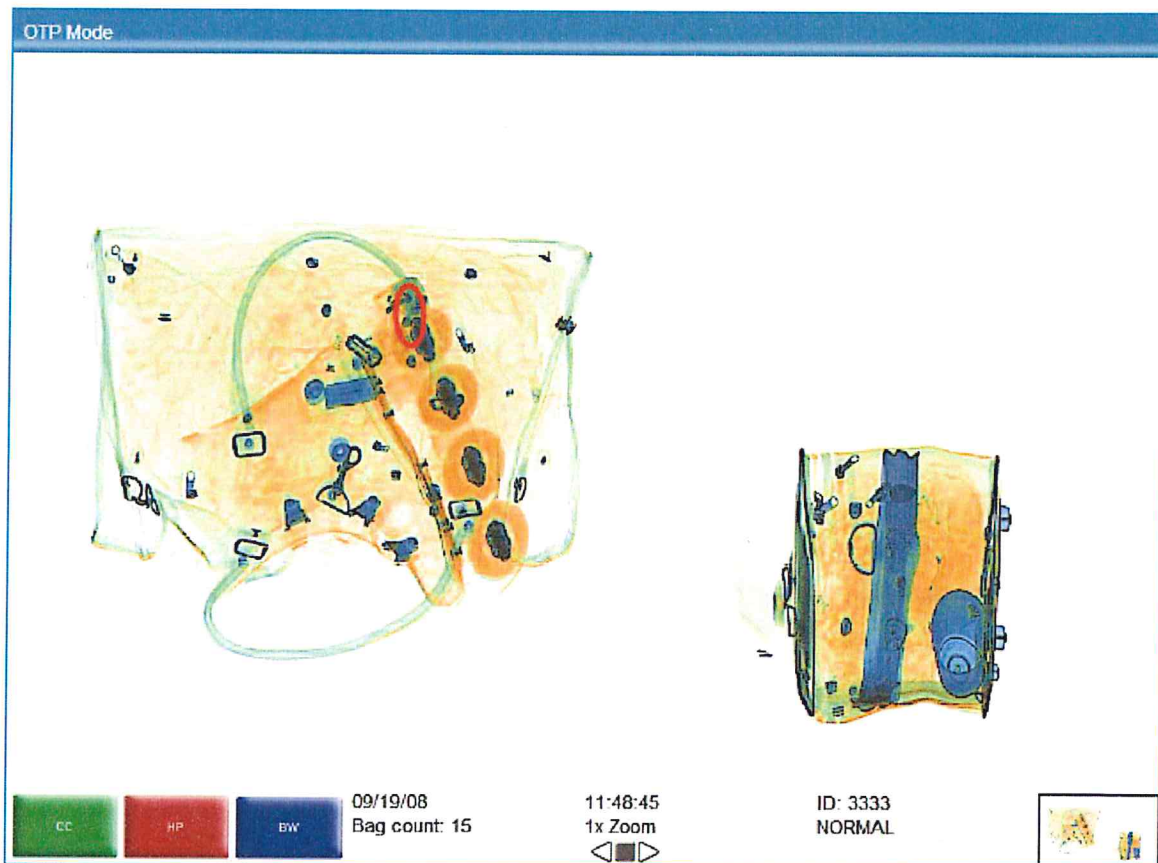 OTP Mode
CC
HP
BW
09/19/08
Bag count: 15
11:48:45
1x Zoom
ID: 3333
NORMAL